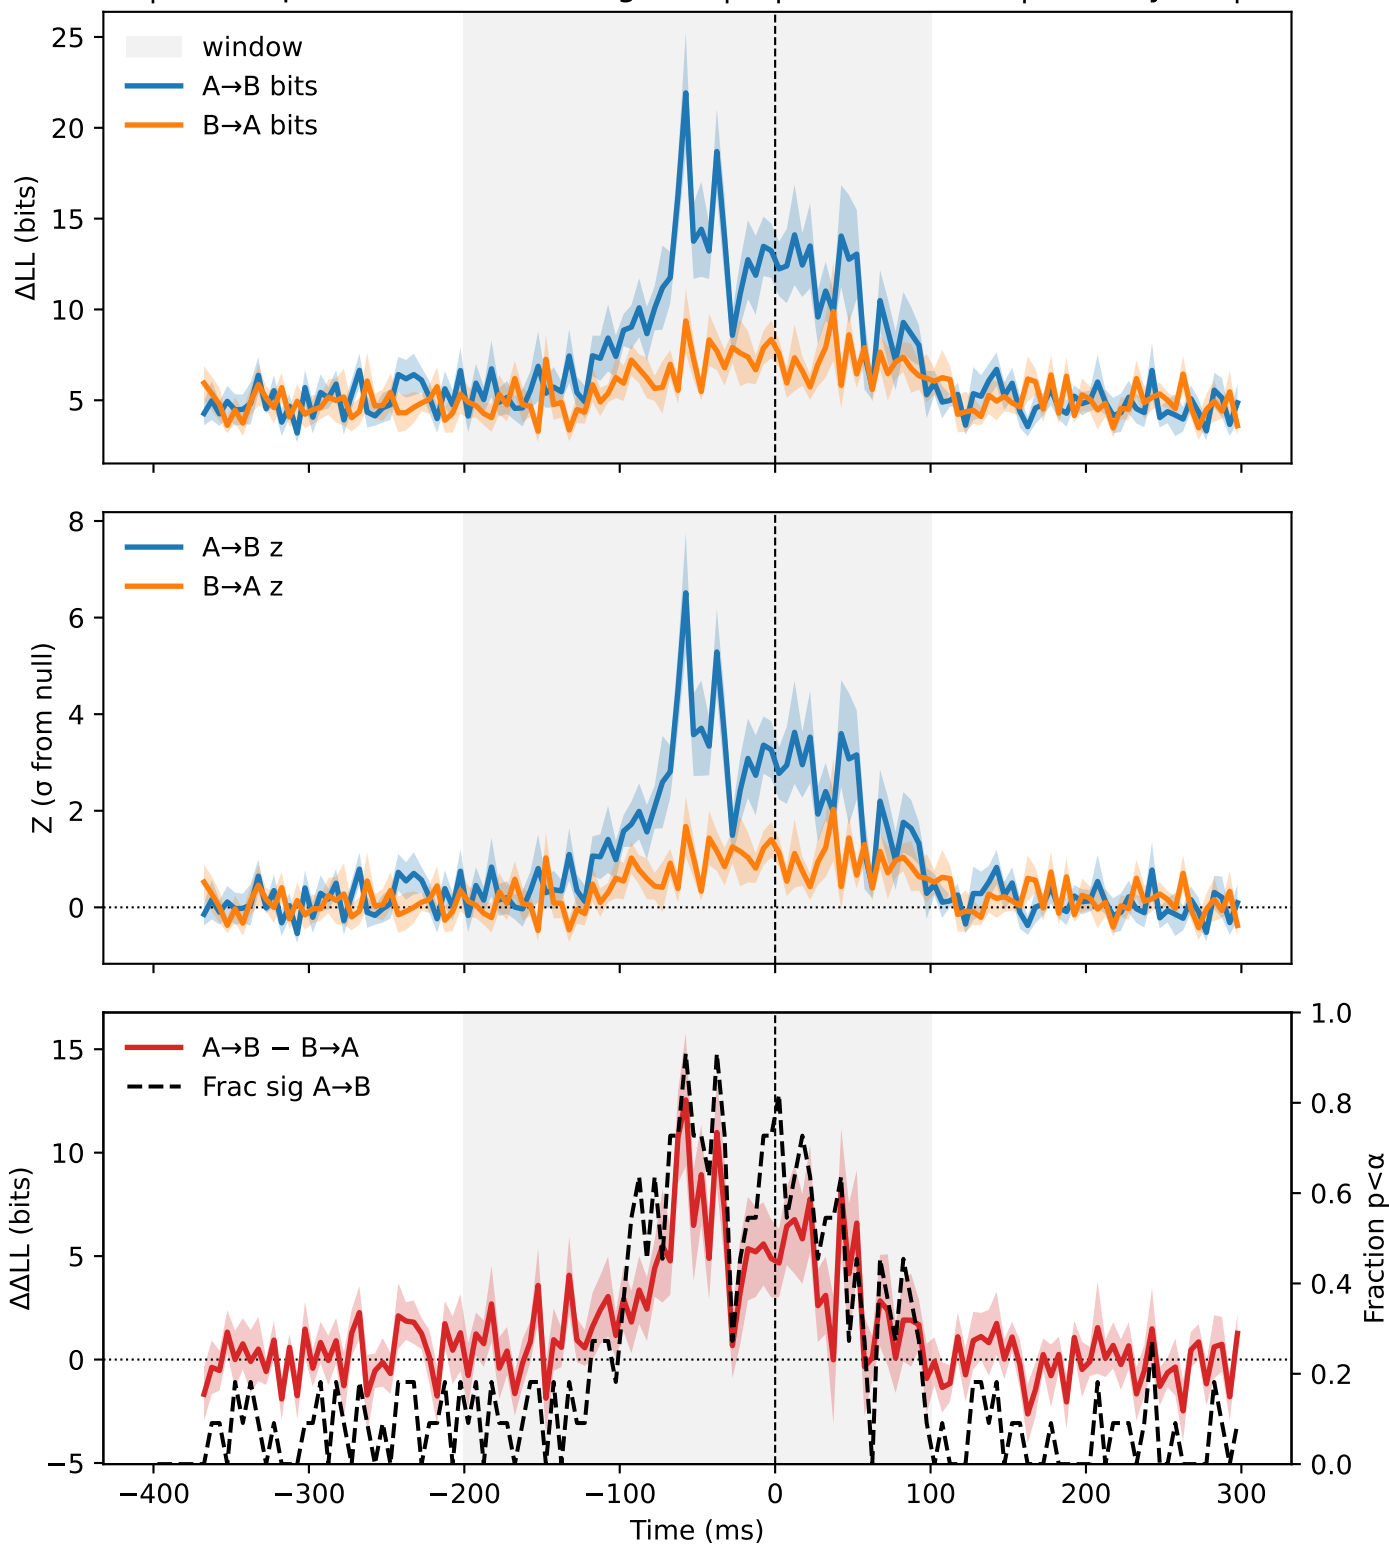 25
20
15
10
5
ΔLL (bits)
window
A→B bits
B→A bits
8
6
4
2
0
Z (σ from null)
A→B z
B→A z
15
10
5
0
−5
ΔΔLL (bits)
A→B − B→A
Frac sig A→B
1.0
0.8
0.6
0.4
0.2
0.0
Fraction p<α
−400 −300 −200 −100 0 100 200 300
Time (ms)